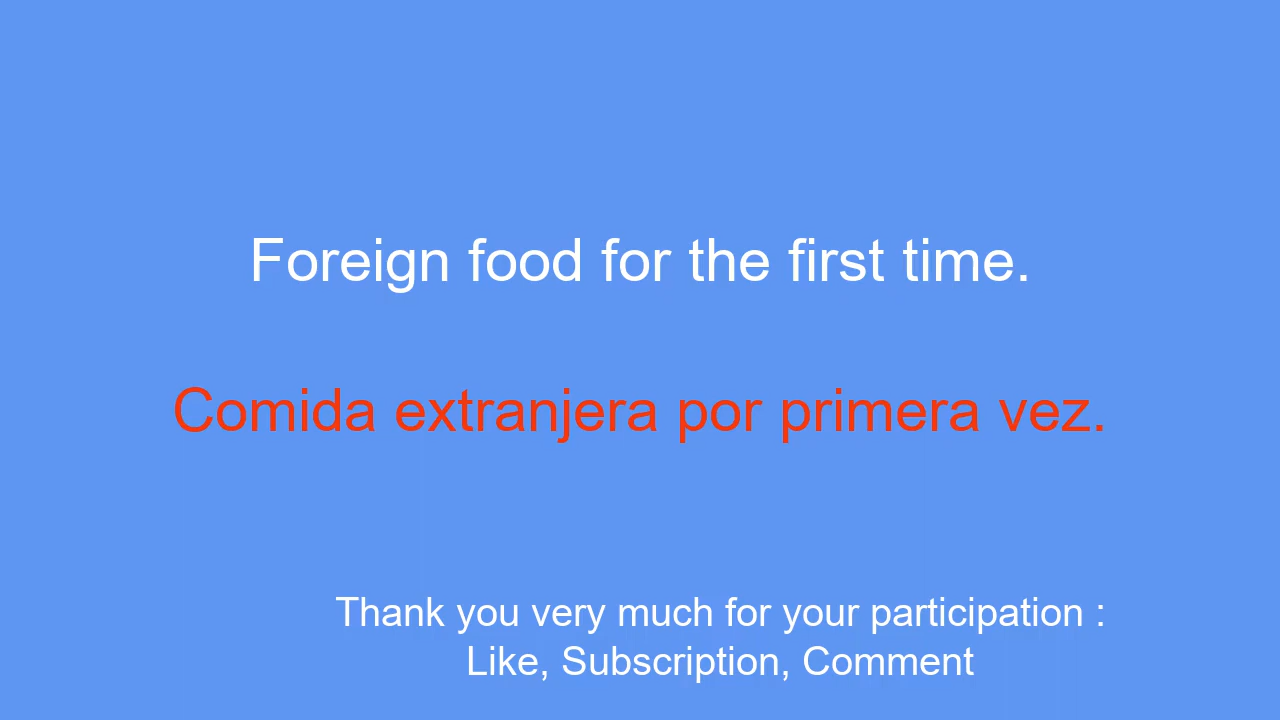 Foreign food for the first time.
Comida extranjera por primera vez.
Thank you very much for your participation :
Like, Subscription, Comment